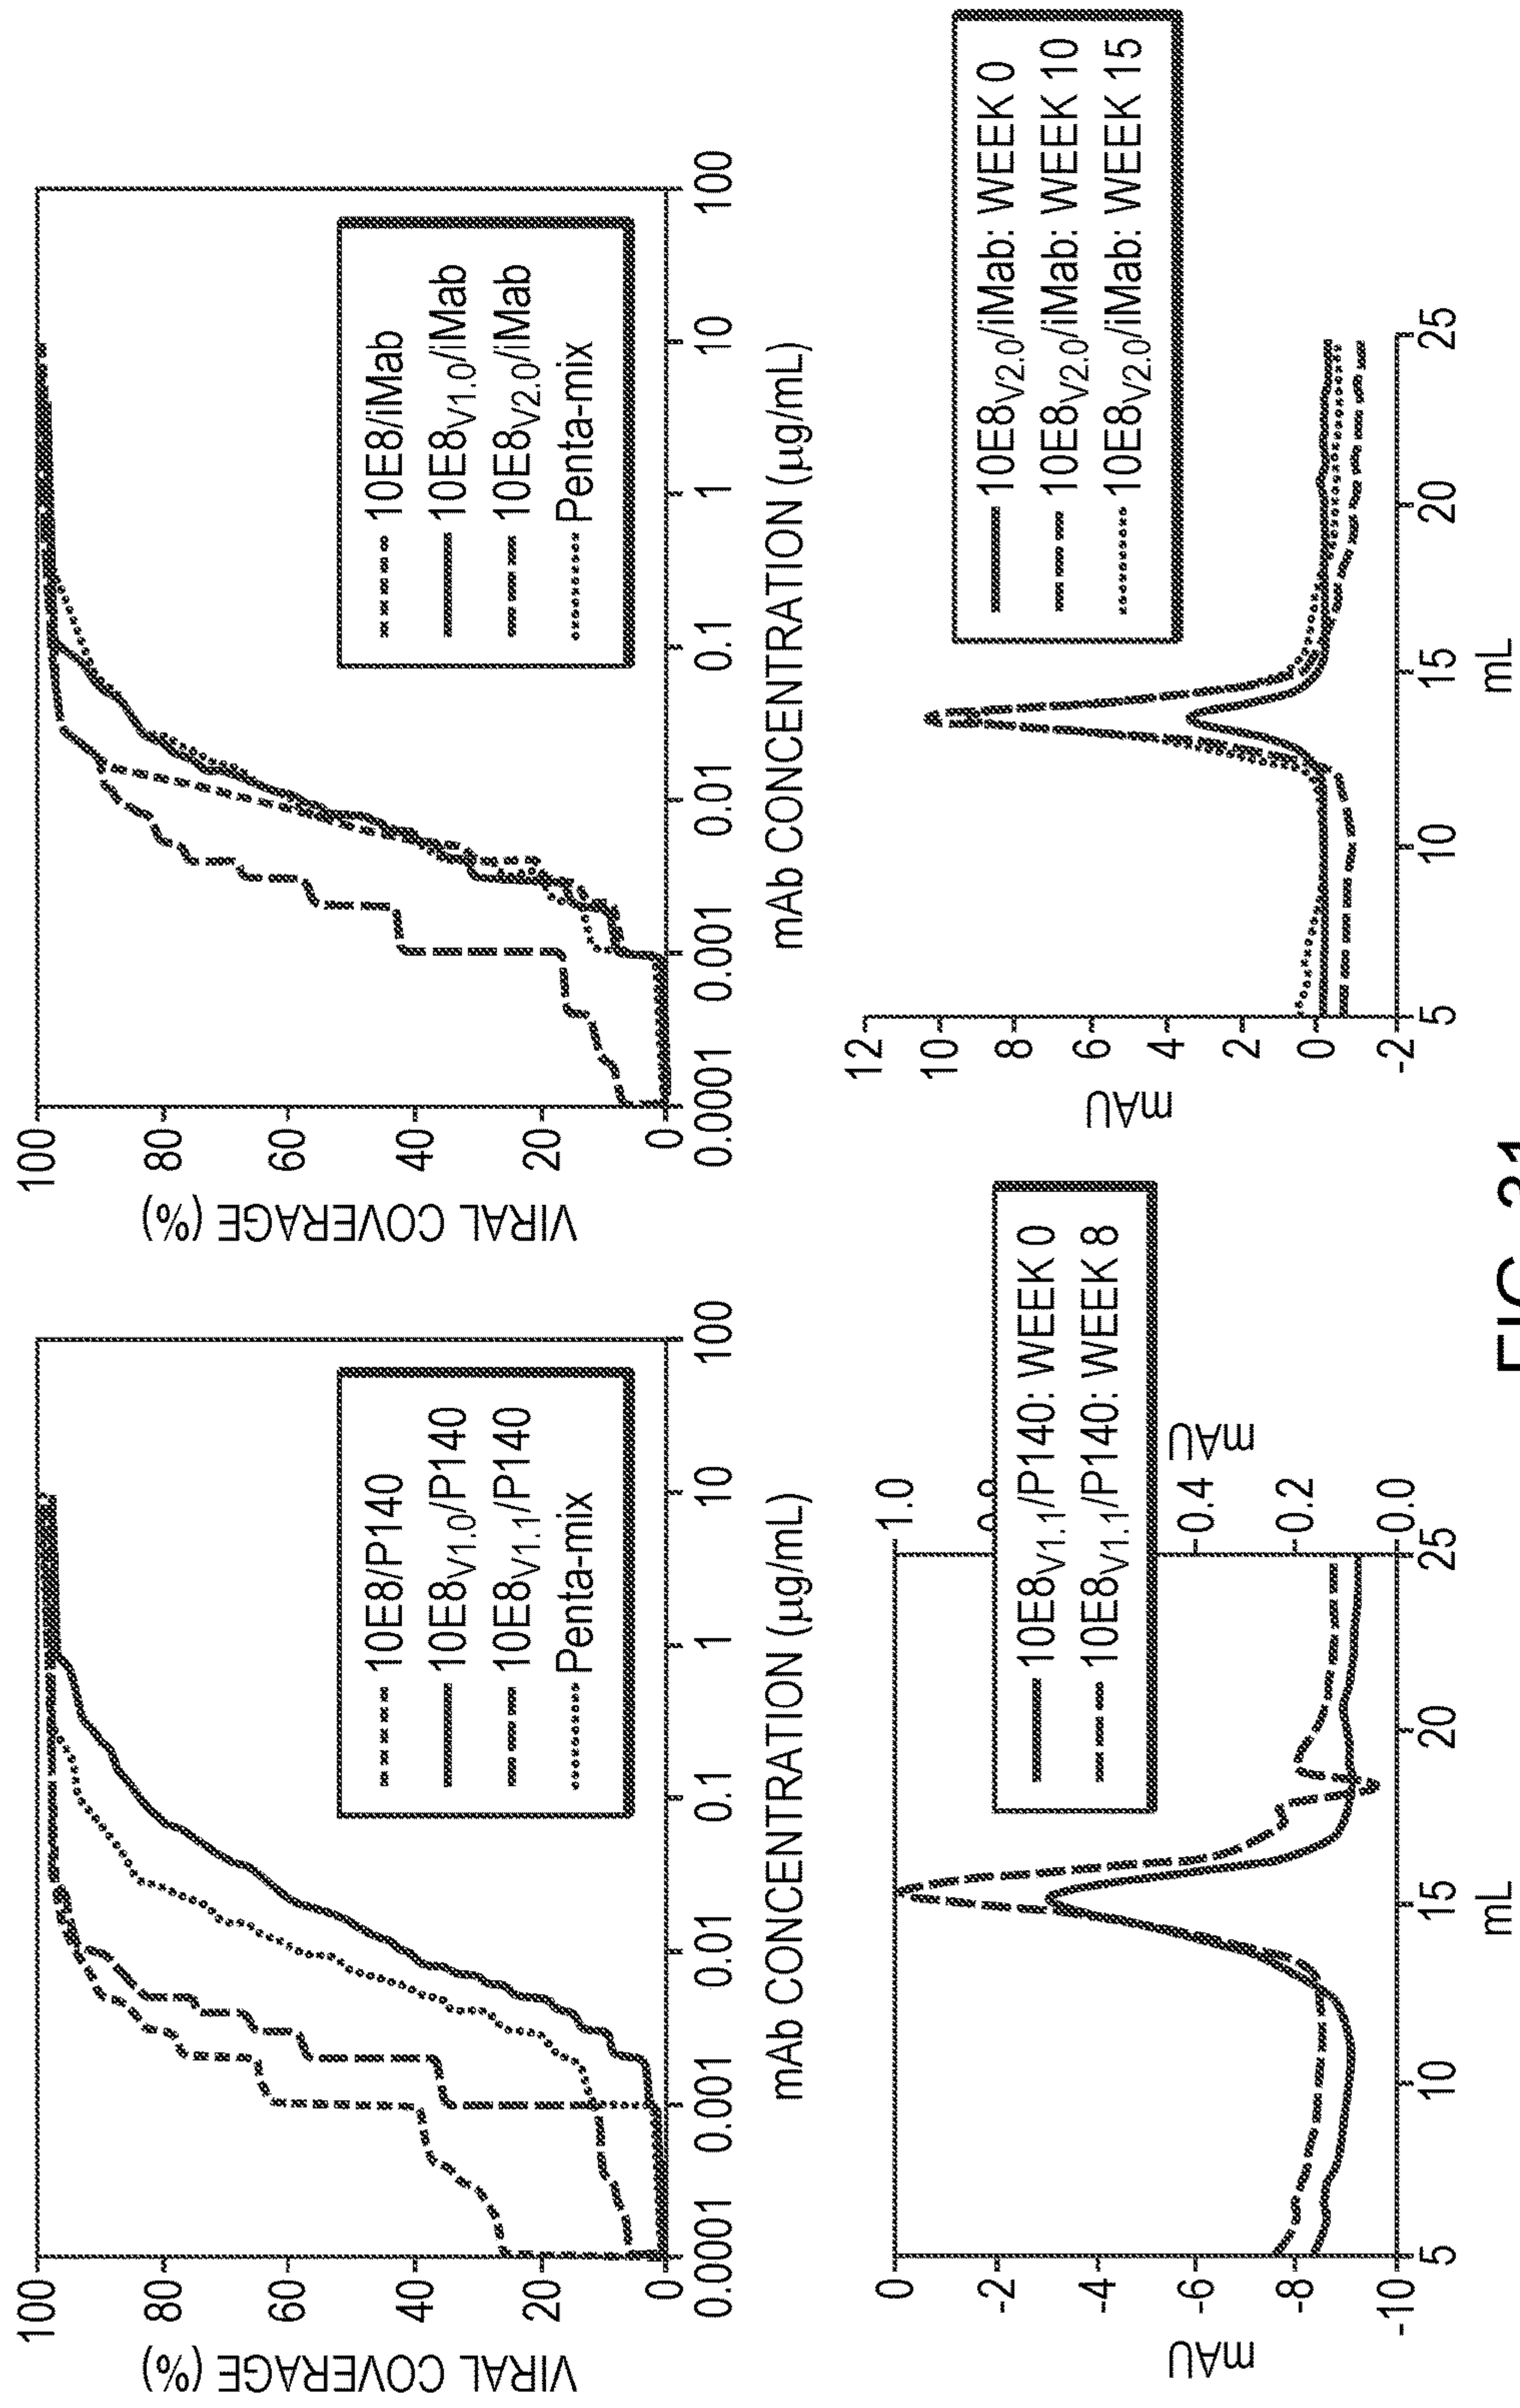 VIRAL COVERAGE (%)
100
80
60
40
20
0
0.0001
0.001
0.01
0.1
1
10
100
mAb CONCENTRATION (µg/mL)
10E8/P140
10E8V1.0/P140
10E8V1.1/P140
Penta-mix
VIRAL COVERAGE (%)
100
80
60
40
20
0
0.0001
0.001
0.01
0.1
1
10
100
mAb CONCENTRATION (µg/mL)
10E8/iMab
10E8V1.0/iMab
10E8V2.0/iMab
Penta-mix
mAU
0
-2
-4
-6
-8
-10
5
10
15
20
25
mL
1.0
0.4
0.2
0.0
mAU
10E8V1.1/P140: WEEK 0
10E8V1.1/P140: WEEK 8
mAU
12
10
8
6
4
2
0
-2
5
10
15
20
25
mL
10E8V2.0/iMab: WEEK 0
10E8V2.0/iMab: WEEK 10
10E8V2.0/iMab: WEEK 15
FIG. 31